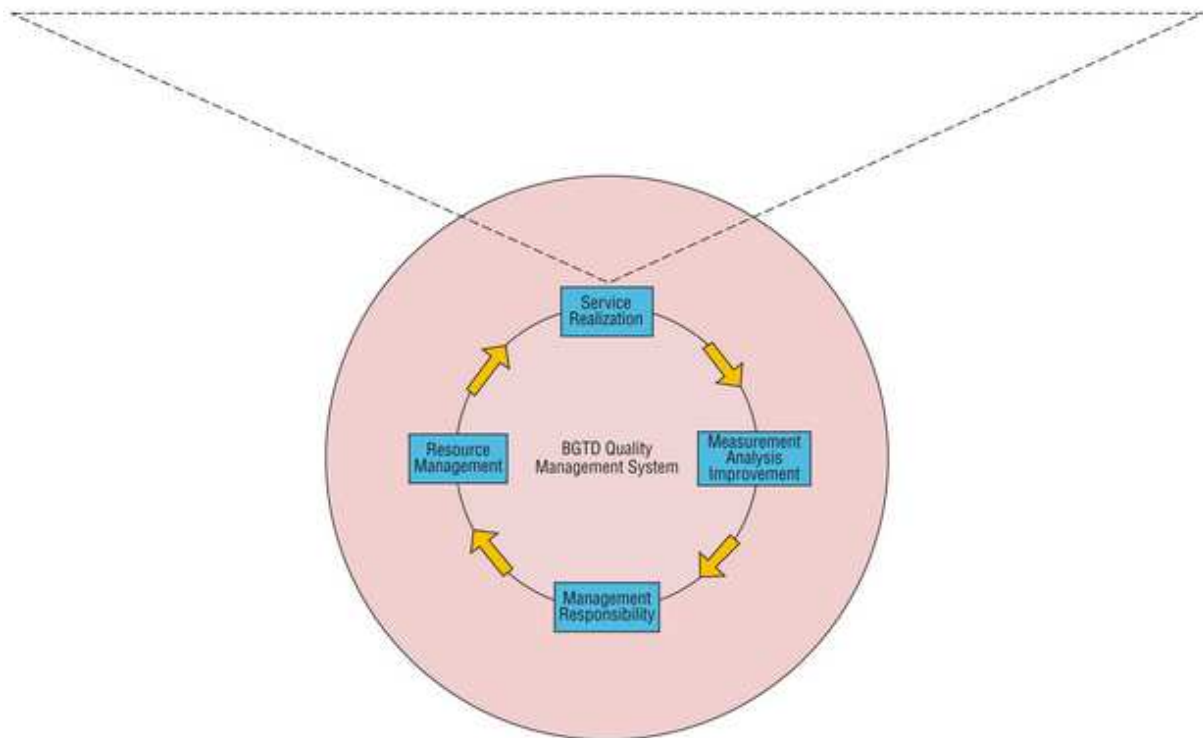 Service
Realization
Resource
Management
BGTD Quality
Management System
Measurement
Analysis
Improvement
Management
Responsibility